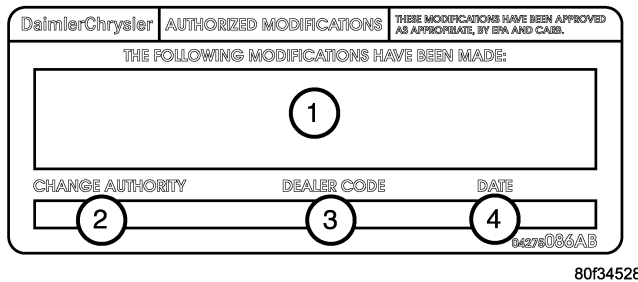 DaimlerChrysler AUTHORIZED MODIFICATIONS THESE MODIFICATIONS HAVE BEEN APPROVED
AS APPROPRIATE, BY EPA AND CARB.
THE FOLLOWING MODIFICATIONS HAVE BEEN MADE:
1
CHANGE AUTHORITY DEALER CODE DATE
2 3 4
04275086AB
80f34528